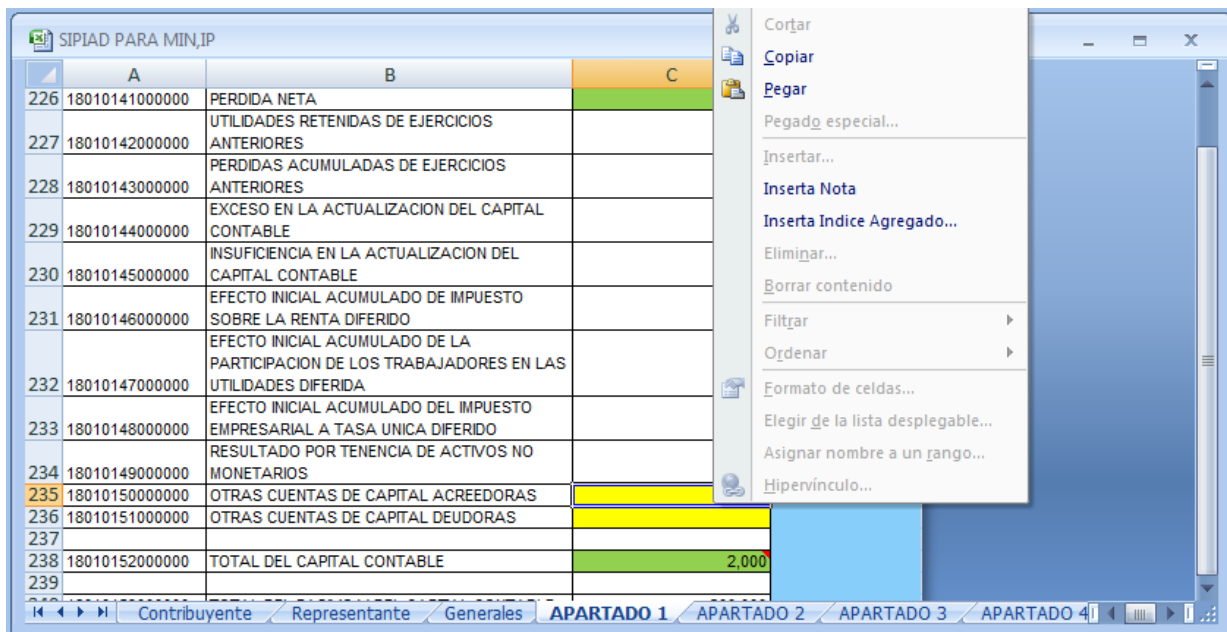 SIPIAD PARA MIN,IP
A B C
226 18010141000000 PERDIDA NETA
UTILIDADES RETENIDAS DE EJERCICIOS
227 18010142000000 ANTERIORES
PERDIDAS ACUMULADAS DE EJERCICIOS
228 18010143000000 ANTERIORES
EXCESO EN LA ACTUALIZACION DEL CAPITAL
229 18010144000000 CONTABLE
INSUFICIENCIA EN LA ACTUALIZACION DEL
230 18010145000000 CAPITAL CONTABLE
EFECTO INICIAL ACUMULADO DE IMPUESTO
231 18010146000000 SOBRE LA RENTA DIFERIDO
EFECTO INICIAL ACUMULADO DE LA
PARTICIPACION DE LOS TRABAJADORES EN LAS
232 18010147000000 UTILIDADES DIFERIDA
EFECTO INICIAL ACUMULADO DEL IMPUESTO
233 18010148000000 EMPRESARIAL A TASA UNICA DIFERIDO
RESULTADO POR TENENCIA DE ACTIVOS NO
234 18010149000000 MONETARIOS
235 18010150000000 OTRAS CUENTAS DE CAPITAL ACREEDORAS
236 18010151000000 OTRAS CUENTAS DE CAPITAL DEUDORAS
237
238 18010152000000 TOTAL DEL CAPITAL CONTABLE 2,000
239
Cortar
Copiar
Pegar
Pegado especial...
Insertar...
Inserta Nota
Inserta Indice Agregado...
Eliminar...
Borrar contenido
Filtrar
Ordenar
Formato de celdas...
Elegir de la lista desplegable...
Asignar nombre a un rango...
Hipervínculo...
Contribuyente Representante Generales APARTADO 1 APARTADO 2 APARTADO 3 APARTADO 4